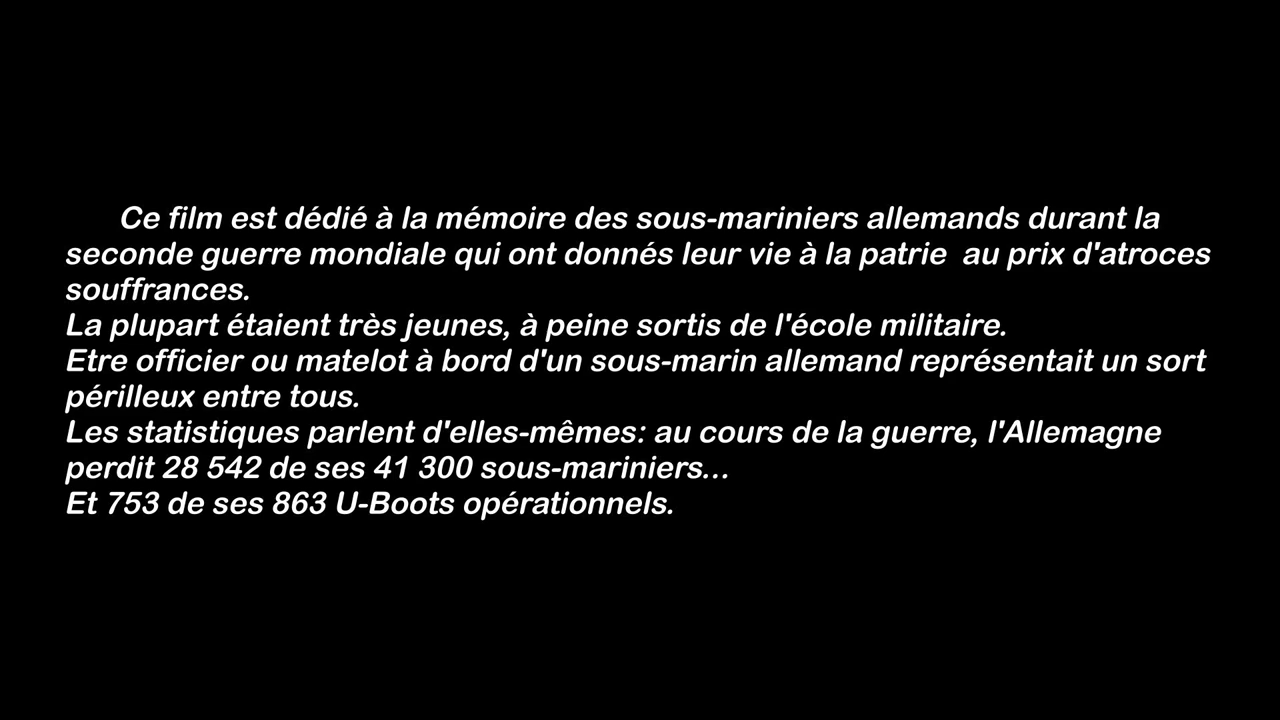 Ce film est dédié à la mémoire des sous-mariniers allemands durant la
seconde guerre mondiale qui ont donnés leur vie à la patrie  au prix d'atroces
souffrances.
La plupart étaient très jeunes, à peine sortis de l'école militaire.
Etre officier ou matelot à bord d'un sous-marin allemand représentait un sort
périlleux entre tous.
Les statistiques parlent d'elles-mêmes: au cours de la guerre, l'Allemagne
perdit 28 542 de ses 41 300 sous-mariniers...
Et 753 de ses 863 U-Boots opérationnels.